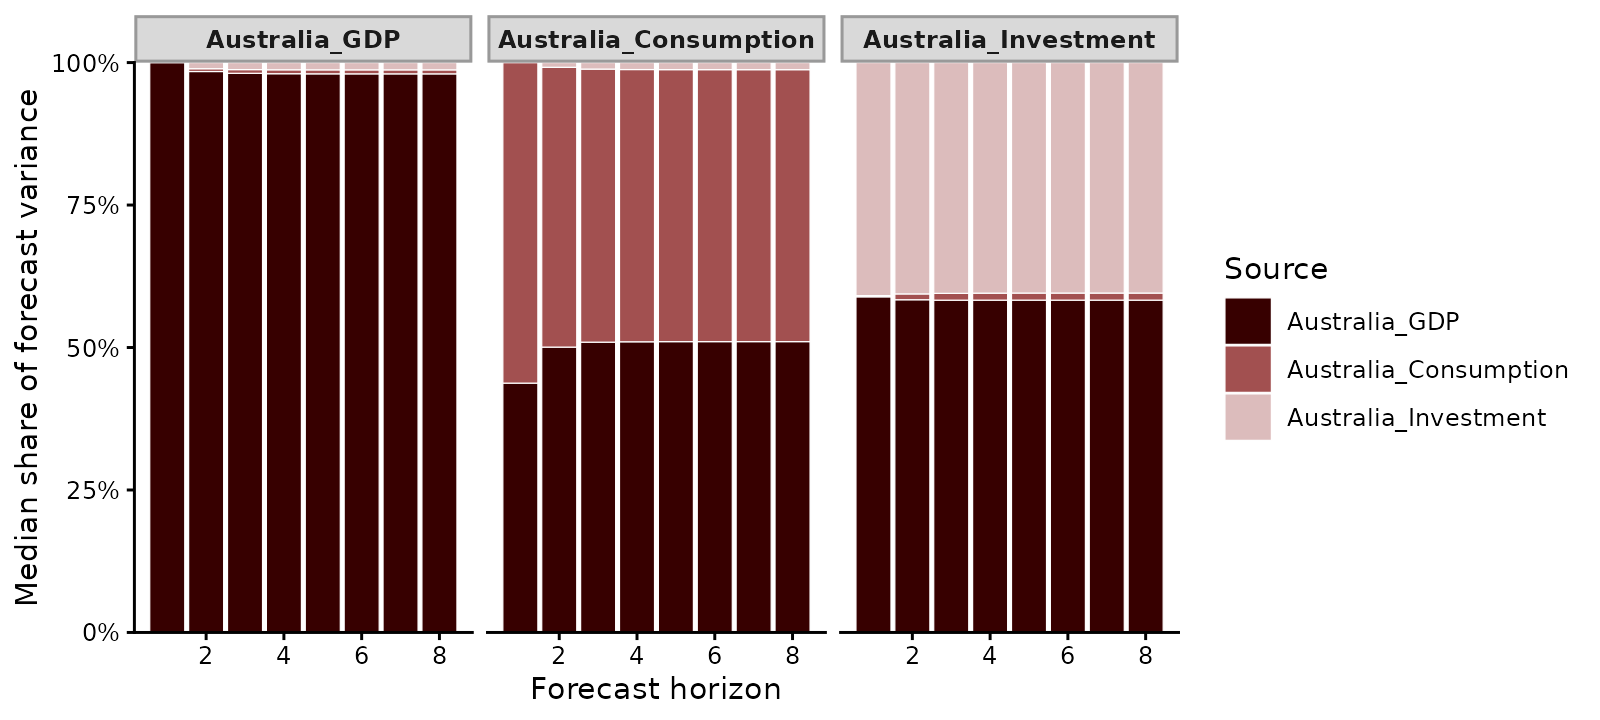 Australia_GDP Australia_Consumption Australia_Investment
100%
75%
50%
25%
0%
Median share of forecast variance
2 4 6 8 2 4 6 8 2 4 6 8
Forecast horizon
Source
Australia_GDP
Australia_Consumption
Australia_Investment